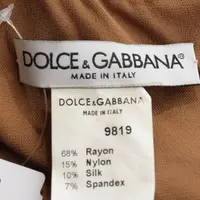 DOLCE & GABBANA®
MADE IN ITALY
DOLCE & GABBANA
MADE IN ITALY
9819
68% Rayon
15% Nylon
10% Silk
7% Spandex